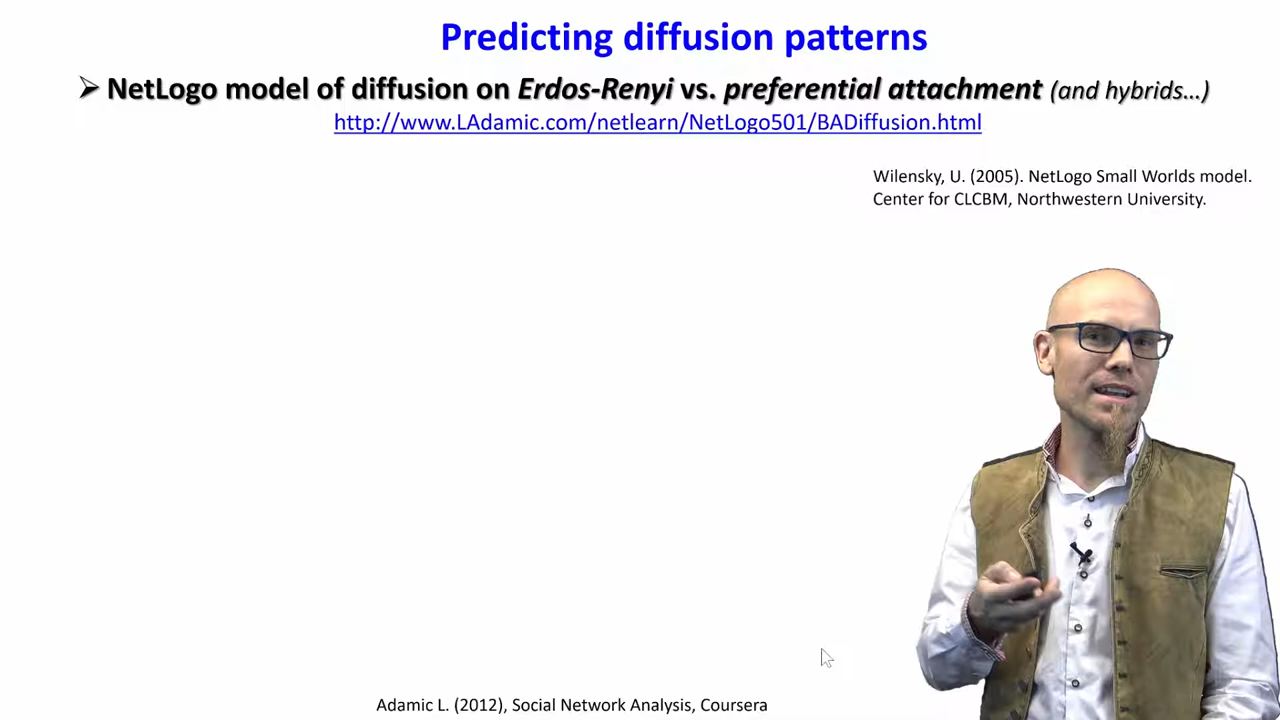 Predicting diffusion patterns
➢ NetLogo model of diffusion on Erdos-Renyi vs. preferential attachment (and hybrids...)
http://www.LAdamic.com/netlearn/NetLogo501/BADiffusion.html
Wilensky, U. (2005). NetLogo Small Worlds model.
Center for CLCBM, Northwestern University.
Adamic L. (2012), Social Network Analysis, Coursera